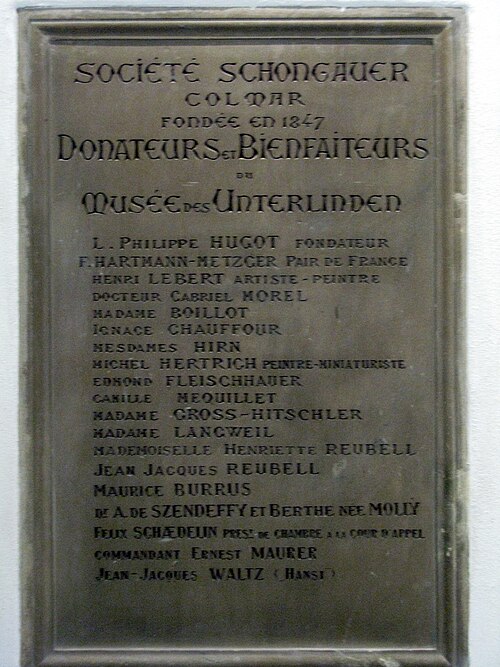 SOCIÉTÉ SCHONGAUER
COLMAR
FONDÉE EN 1847
DONATEURS ET BIENFAITEURS
DU
MUSÉE DES UNTERLINDEN
L. PHILIPPE HUGOT FONDATEUR
F. HARTMANN-METZGER PAIR DE FRANCE
HENRI LEBERT ARTISTE-PEINTRE
DOCTEUR GABRIEL MOREL
MADAME BOILLOT
IGNACE CHAUFFOUR
MESDAMES HIRN
MICHEL HERTRICH PEINTRE-MINIATURISTE
EDMOND FLEISCHHAUER
CAMILLE MEQUILLET
MADAME GROSS-HITSCHLER
MADAME LANGWEIL
MADEMOISELLE HENRIETTE REUBELL
JEAN JACQUES REUBELL
MAURICE BURRUS
DR A. DE SZENDEFFY ET BERTHE NÉE MOLLY
FELIX SCHÆDELIN PREST DE CHAMBRE A LA COUR D'APPEL
COMMANDANT ERNEST MAURER
JEAN-JACQUES WALTZ (HANSI)